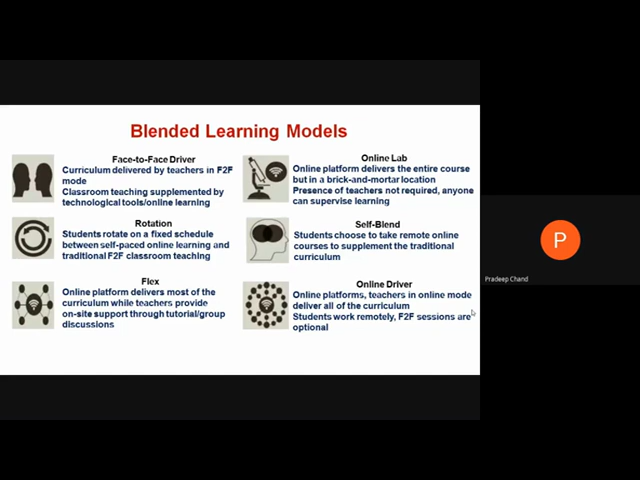 Blended Learning Models
Face-to-Face Driver
Curriculum delivered by teachers in F2F
mode
Classroom teaching supplemented by
technological tools/online learning
Rotation
Students rotate on a fixed schedule
between self-paced online learning and
traditional F2F classroom teaching
Flex
Online platform delivers most of the
curriculum while teachers provide
on-site support through tutorial/group
discussions
Online Lab
Online platform delivers the entire course
but in a brick-and-mortar location
Presence of teachers not required, anyone
can supervise learning
Self-Blend
Students choose to take remote online
courses to supplement the traditional
curriculum
Online Driver
Online platforms, teachers in online mode
deliver all of the curriculum
Students work remotely, F2F sessions are
optional
P
Pradeep Chand